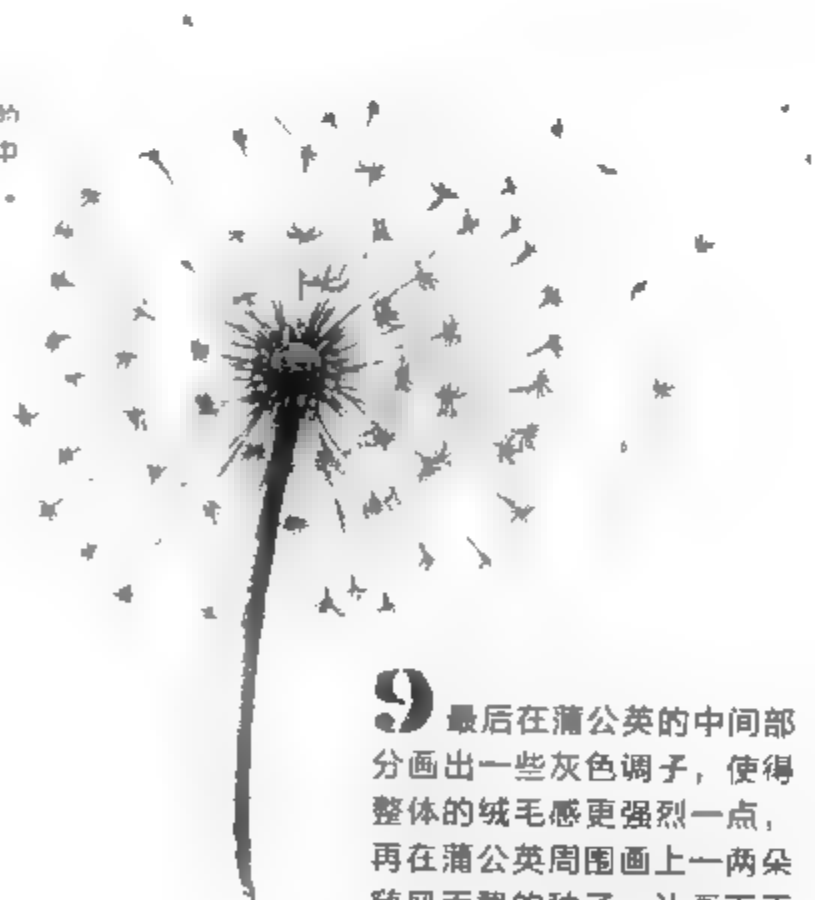 9 最后在蒲公英的中间部
分画出一些灰色调子，使得
整体的绒毛感更强烈一点，
再在蒲公英周围画上一两朵